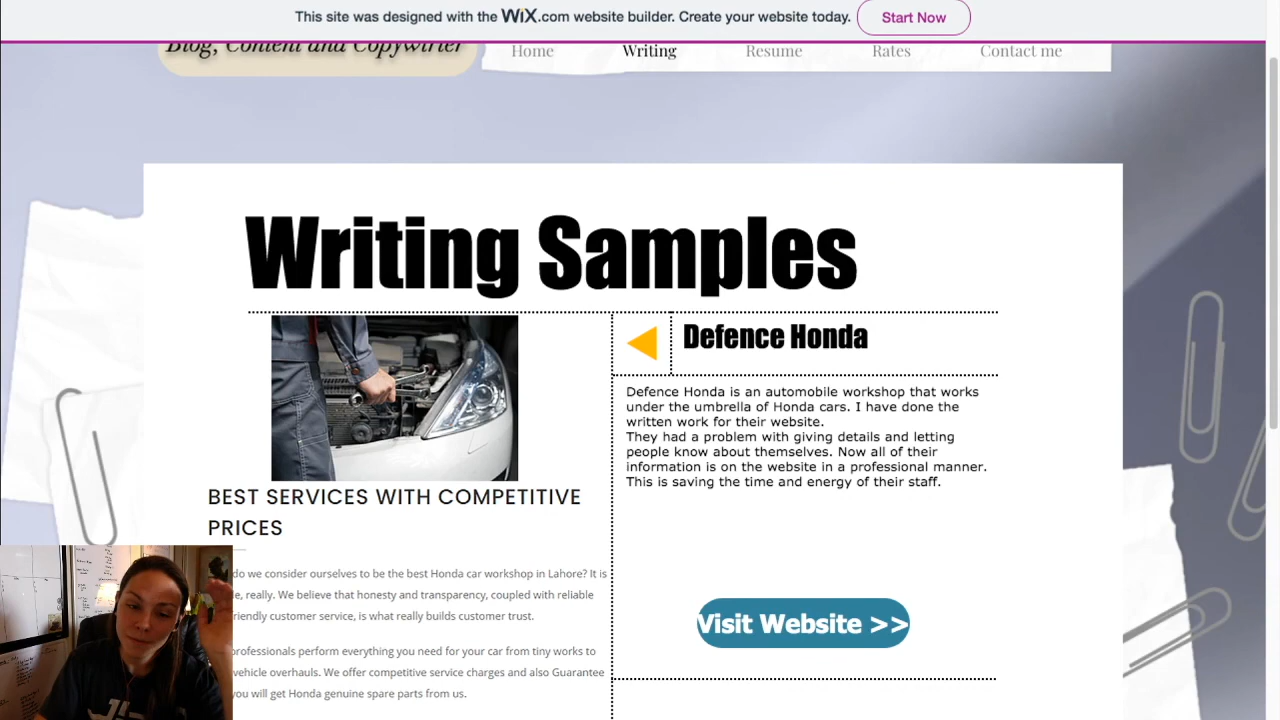 This site was designed with the WiX.com website builder. Create your website today.
Start Now
Blog, Content and Copywirter
Home
Writing
Resume
Rates
Contact me
Writing Samples
Defence Honda
Defence Honda is an automobile workshop that works
under the umbrella of Honda cars. I have done the
written work for their website.
They had a problem with giving details and letting
people know about themselves. Now all of their
information is on the website in a professional manner.
This is saving the time and energy of their staff.
Visit Website >>
BEST SERVICES WITH COMPETITIVE
PRICES
do we consider ourselves to be the best Honda car workshop in Lahore? It is
really. We believe that honesty and transparency, coupled with reliable
friendly customer service, is what really builds customer trust.
professionals perform everything you need for your car from tiny works to
vehicle overhauls. We offer competitive service charges and also Guarantee
you will get Honda genuine spare parts from us.